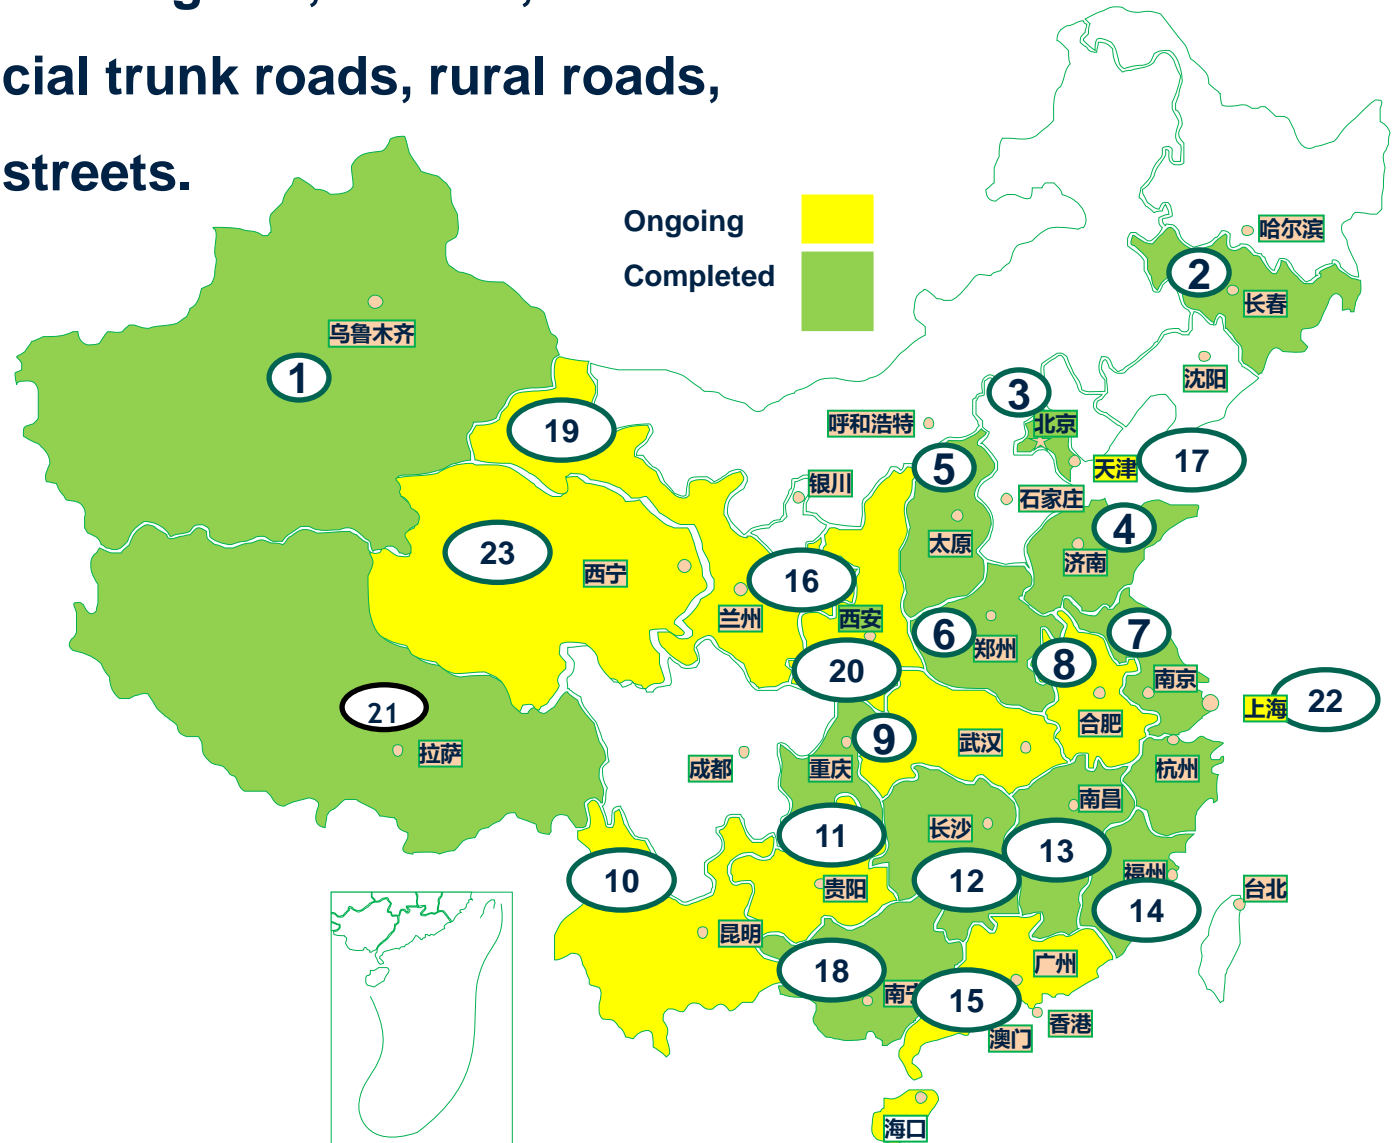 cial trunk roads, rural roads,
streets.
Ongoing
Completed
哈尔滨
2
长春
乌鲁木齐
1
沈阳
3
北京
呼和浩特
19
17
天津
5
银川
石家庄
4
太原
济南
23
西宁
16
兰州
西安
6
郑州
7
8
20
南京
22
上海
21
合肥
9
武汉
拉萨
成都
重庆
杭州
南昌
11
长沙
13
10
贵阳
12
福州
14
台北
昆明
18
广州
南宁
15
香港
澳门
海口